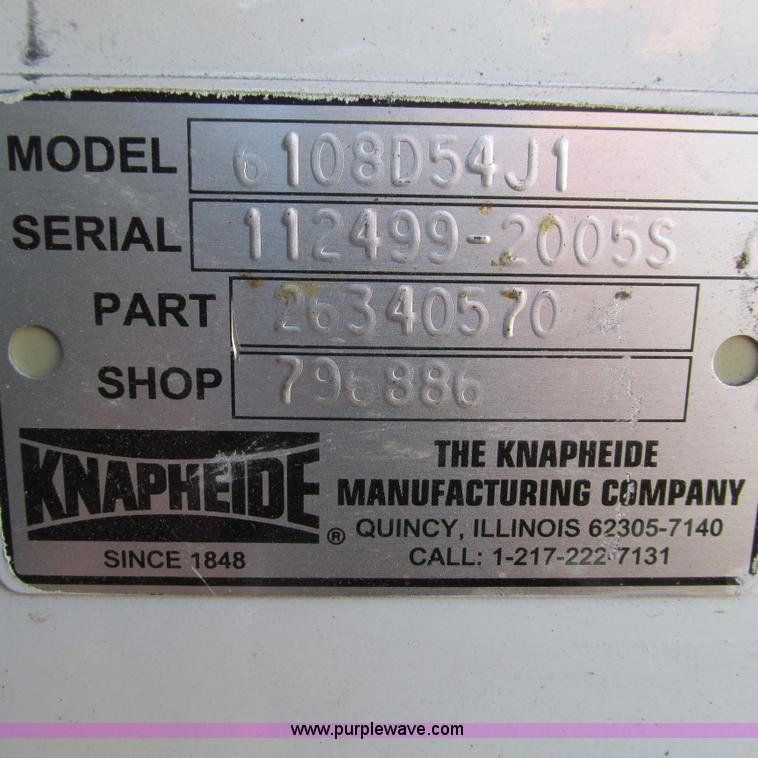 MODEL 6108D54J1
SERIAL 112499-2005S
PART 26340570
SHOP 796886
KNAPHEIDE ®
SINCE 1848
THE KNAPHEIDE
MANUFACTURING COMPANY
QUINCY, ILLINOIS 62305-7140
CALL: 1-217-222-7131
www.purplewave.com